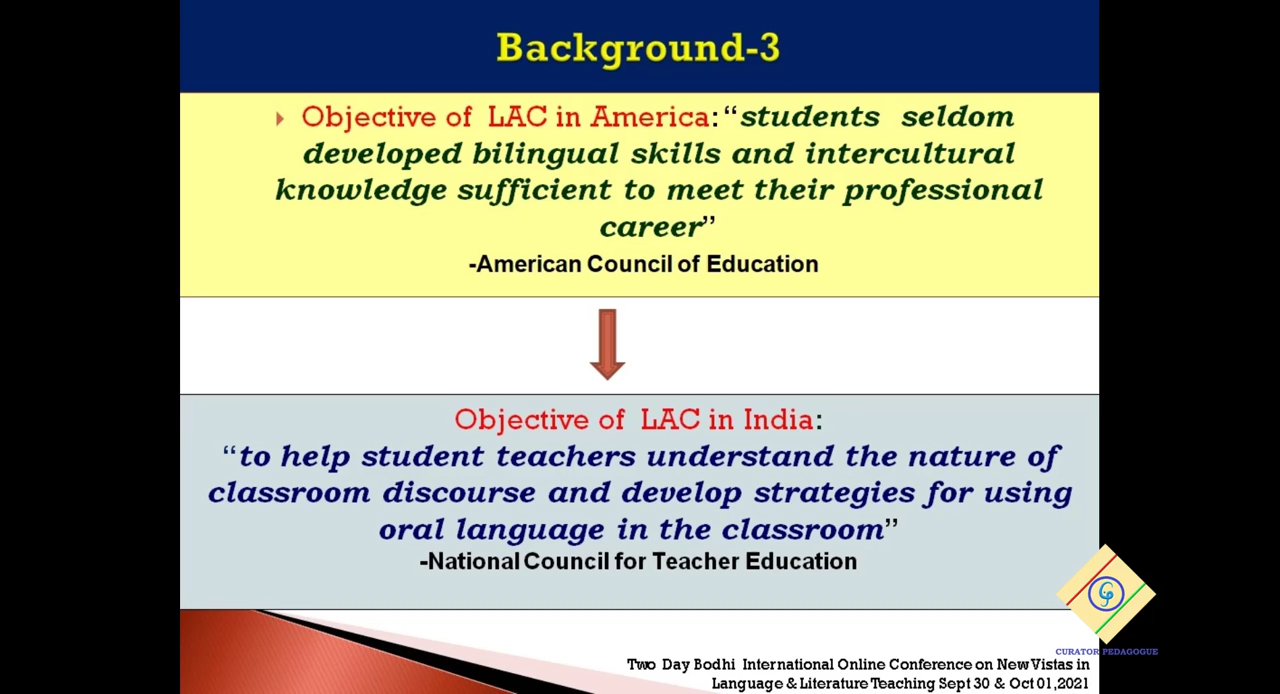 Background-3
Objective of LAC in America: “students seldom
developed bilingual skills and intercultural
knowledge sufficient to meet their professional
career”
-American Council of Education
Objective of LAC in India:
“to help student teachers understand the nature of
classroom discourse and develop strategies for using
oral language in the classroom”
-National Council for Teacher Education
CURATOR PEDAGOGUE
Two Day Bodhi International Online Conference on New Vistas in
Language & Literature Teaching Sept 30 & Oct 01,2021